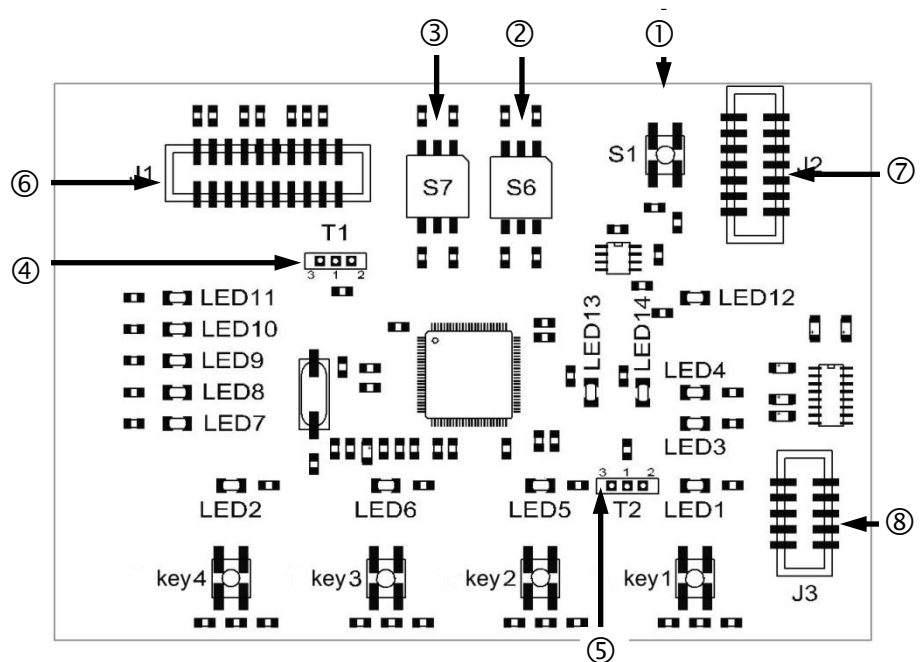 ③ ② ①
S1
J1 S7 S6 J2
⑥ ⑦
T1
④
3 1 2
LED11 LED13 LED14 LED12
LED10
LED9
LED8 LED4
LED7 LED3
3 1 2
LED2 LED6 LED5 T2 LED1
⑧
key4 key3 key2 key1
J3
⑤